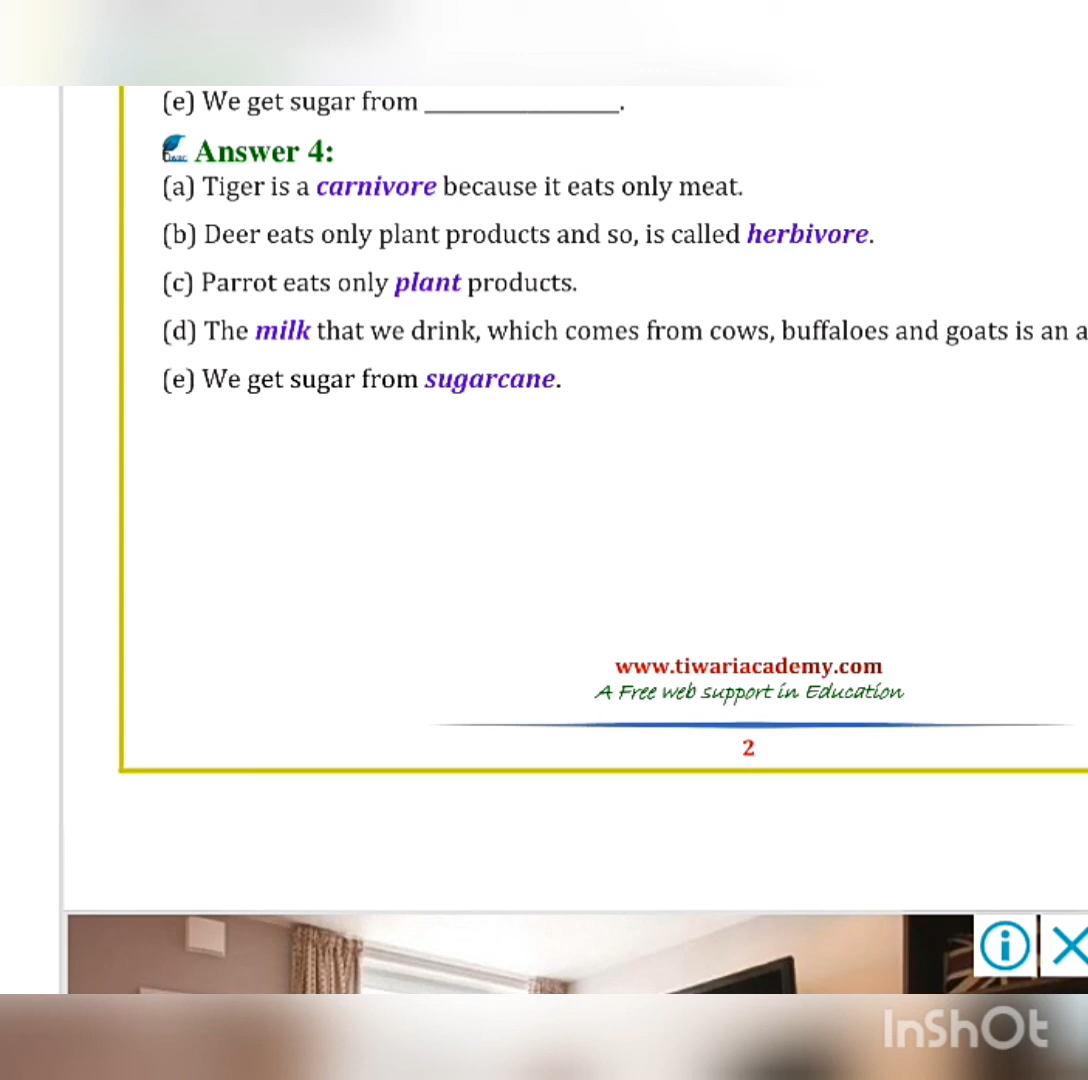 (e) We get sugar from ________________.
Answer 4:
(a) Tiger is a carnivore because it eats only meat.
(b) Deer eats only plant products and so, is called herbivore.
(c) Parrot eats only plant products.
(d) The milk that we drink, which comes from cows, buffaloes and goats is an a
(e) We get sugar from sugarcane.
www.tiwariacademy.com
A Free web support in Education
2
InShOt